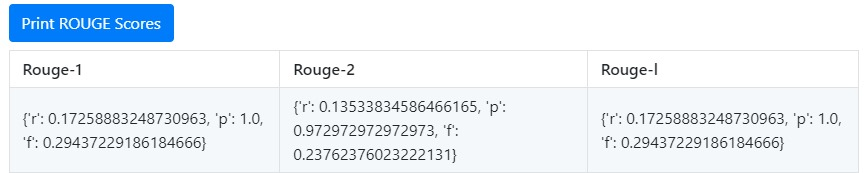 Print ROUGE Scores
Rouge-1 Rouge-2 Rouge-l
{'r': 0.17258883248730963, 'p': 1.0,
'f': 0.29437229186184666}
{'r': 0.13533834586466165, 'p':
0.972972972972973, 'f':
0.23762376023222131}
{'r': 0.17258883248730963, 'p': 1.0,
'f': 0.29437229186184666}